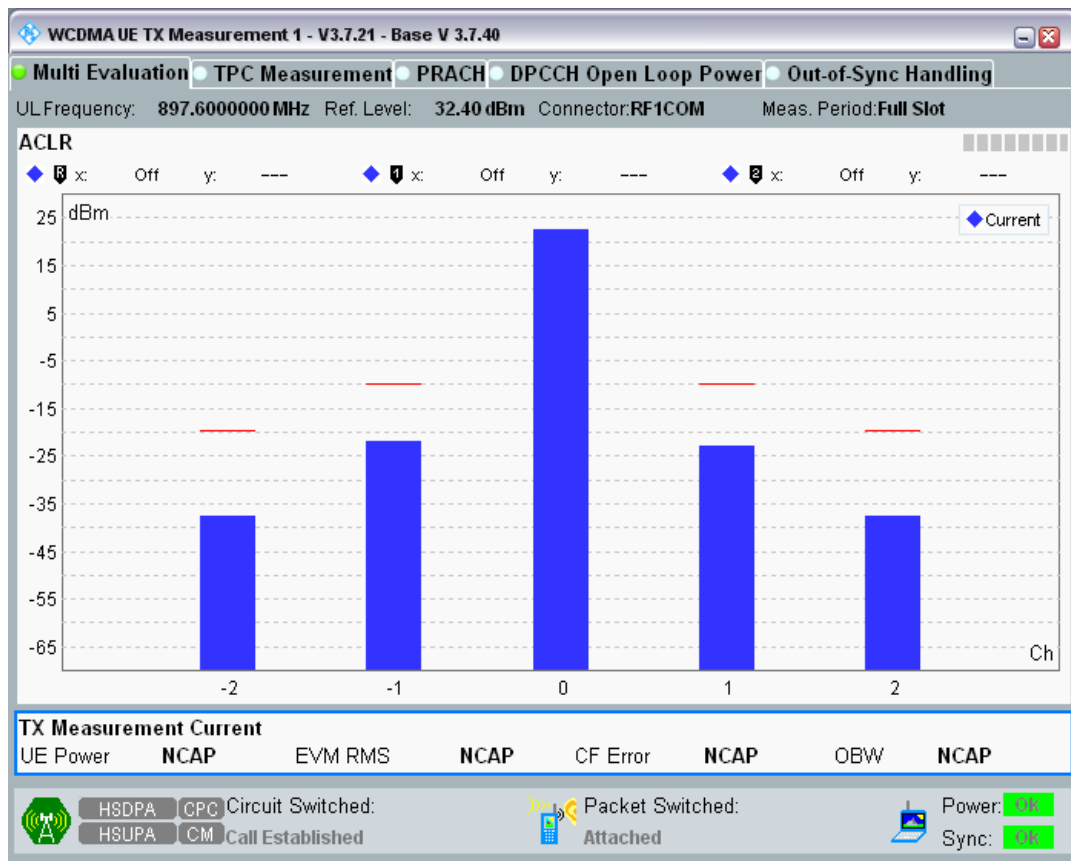 WCDMA UE TX Measurement 1 - V3.7.21 - Base V 3.7.40
Multi Evaluation TPC Measurement PRACH DPCCH Open Loop Power Out-of-Sync Handling
UL Frequency: 897.6000000 MHz Ref. Level: 32.40 dBm Connector: RF1COM Meas. Period: Full Slot
ACLR
R x: Off y: --- 1 x: Off y: --- 2 x: Off y: ---
dBm
Current
25
15
5
-5
-15
-25
-35
-45
-55
-65
Ch
-2 -1 0 1 2
TX Measurement Current
UE Power NCAP EVM RMS NCAP CF Error NCAP OBW NCAP
HSDPA CPC Circuit Switched: Packet Switched: Power: Ok
HSUPA CM Call Established Attached Sync: Ok